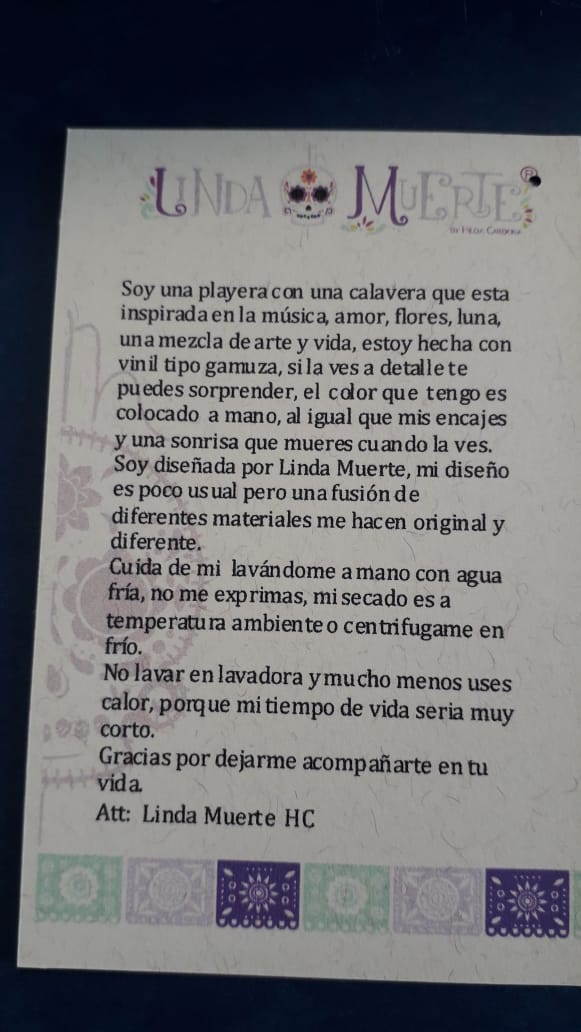 LINDA MUERTE®
Soy una playera con una calavera que esta
inspirada en la música, amor, flores, luna,
una mezcla de arte y vida, estoy hecha con
vinil tipo gamuza, si la ves a detalle te
puedes sorprender, el color que tengo es
colocado a mano, al igual que mis encajes
y una sonrisa que mueres cuando la ves.
Soy diseñada por Linda Muerte, mi diseño
es poco usual pero una fusión de
diferentes materiales me hacen original y
diferente.
Cuida de mi lavándome a mano con agua
fría, no me exprimas, mi secado es a
temperatura ambiente o centrifugame en
frío.
No lavar en lavadora y mucho menos uses
calor, porque mi tiempo de vida seria muy
corto.
Gracias por dejarme acompañarte en tu
vida.
Att: Linda Muerte HC